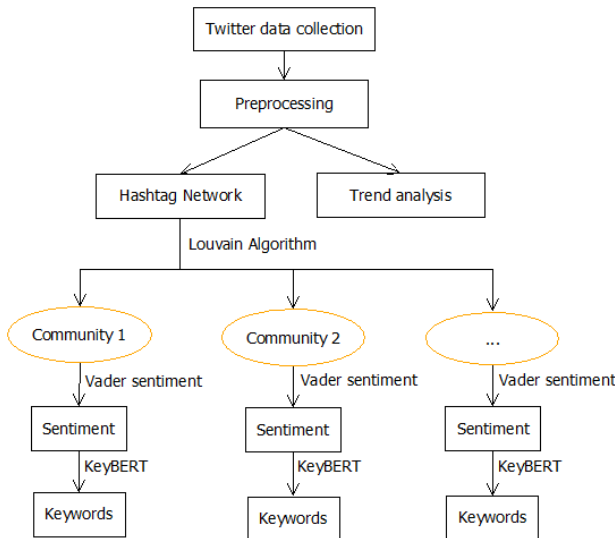 Twitter data collection
Preprocessing
Hashtag Network
Trend analysis
Louvain Algorithm
Community 1
Community 2
...
Vader sentiment
Vader sentiment
Vader sentiment
Sentiment
Sentiment
Sentiment
KeyBERT
KeyBERT
KeyBERT
Keywords
Keywords
Keywords